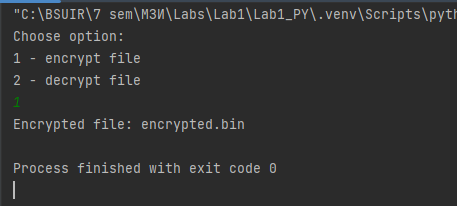 "C:\BSUIR\7 sem\МЗИ\Labs\Lab1\Lab1_PY\.venv\Scripts\pyth
Choose option:
1 - encrypt file
2 - decrypt file
1
Encrypted file: encrypted.bin
Process finished with exit code 0